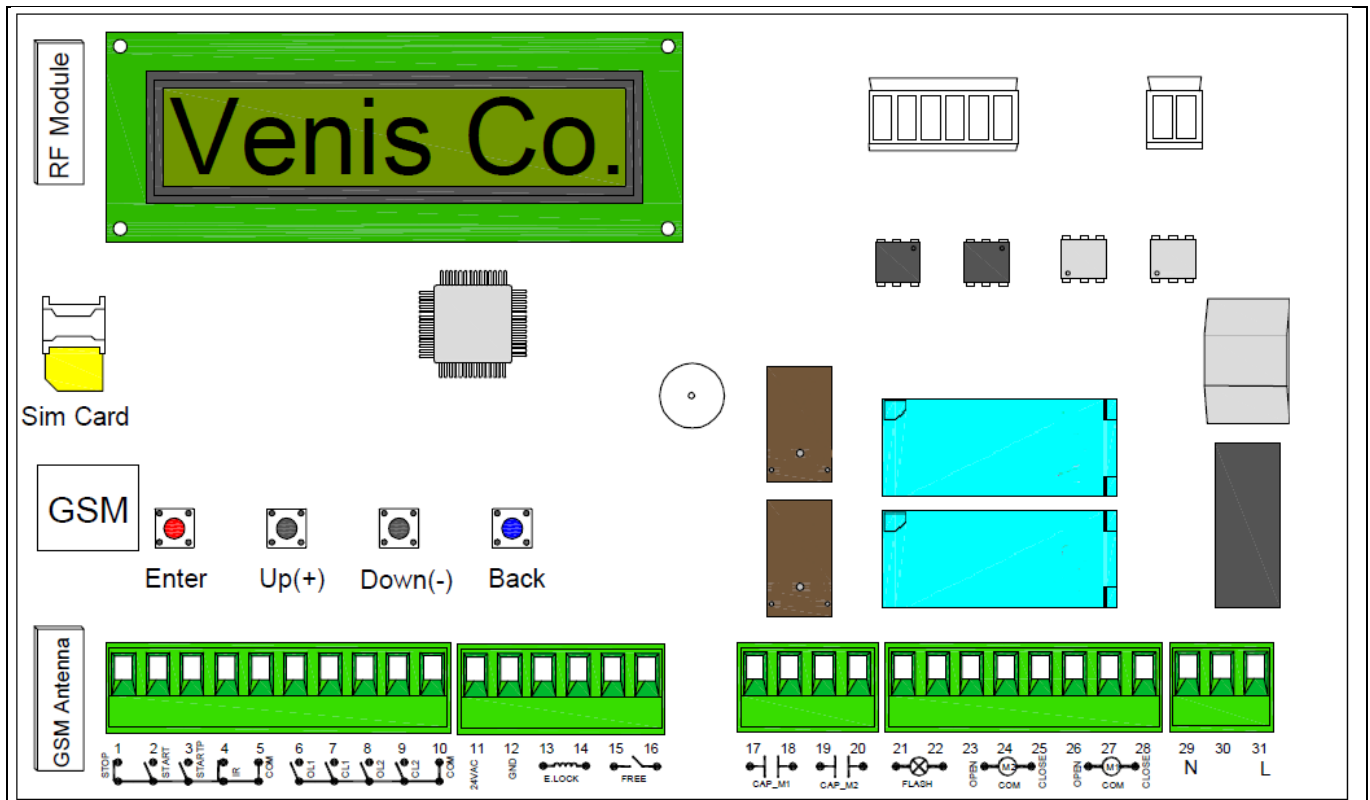 RF Module
Venis Co.
Sim Card
GSM
Enter
Up(+)
Down(-)
Back
GSM Antenna
1 2 3 4 5 6 7 8 9 10 11 12 13 14 15 16 17 18 19 20 21 22 23 24 25 26 27 28 29 30 31
STOP START STARTP IR COM OL1 CL1 OL2 CL2 COM 24VAC GND E.LOCK FREE CAP_M1 CAP_M2 FLASH OPEN M2 COM CLOSE OPEN M1 COM CLOSE N L